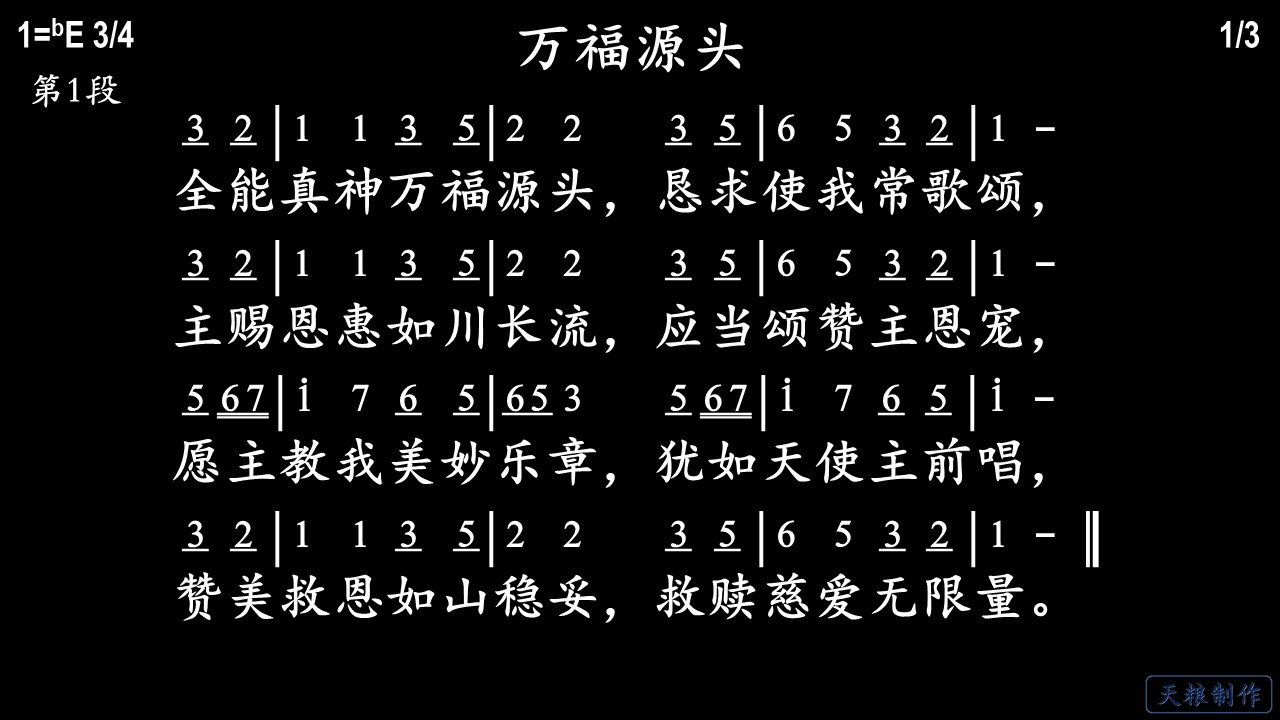 1=ᵇE 3/4
万福源头
1/3
第1段
3 2 | 1 1 3 5 | 2 2 3 5 | 6 5 3 2 | 1 –
全能真神万福源头，恳求使我常歌颂，
3 2 | 1 1 3 5 | 2 2 3 5 | 6 5 3 2 | 1 –
主赐恩惠如川长流，应当颂赞主恩宠，
5 67 | i 7 6 5 | 65 3 5 67 | i 7 6 5 | i –
愿主教我美妙乐章，犹如天使主前唱，
3 2 | 1 1 3 5 | 2 2 3 5 | 6 5 3 2 | 1 – ‖
赞美救恩如山稳妥，救赎慈爱无限量。
天粮制作